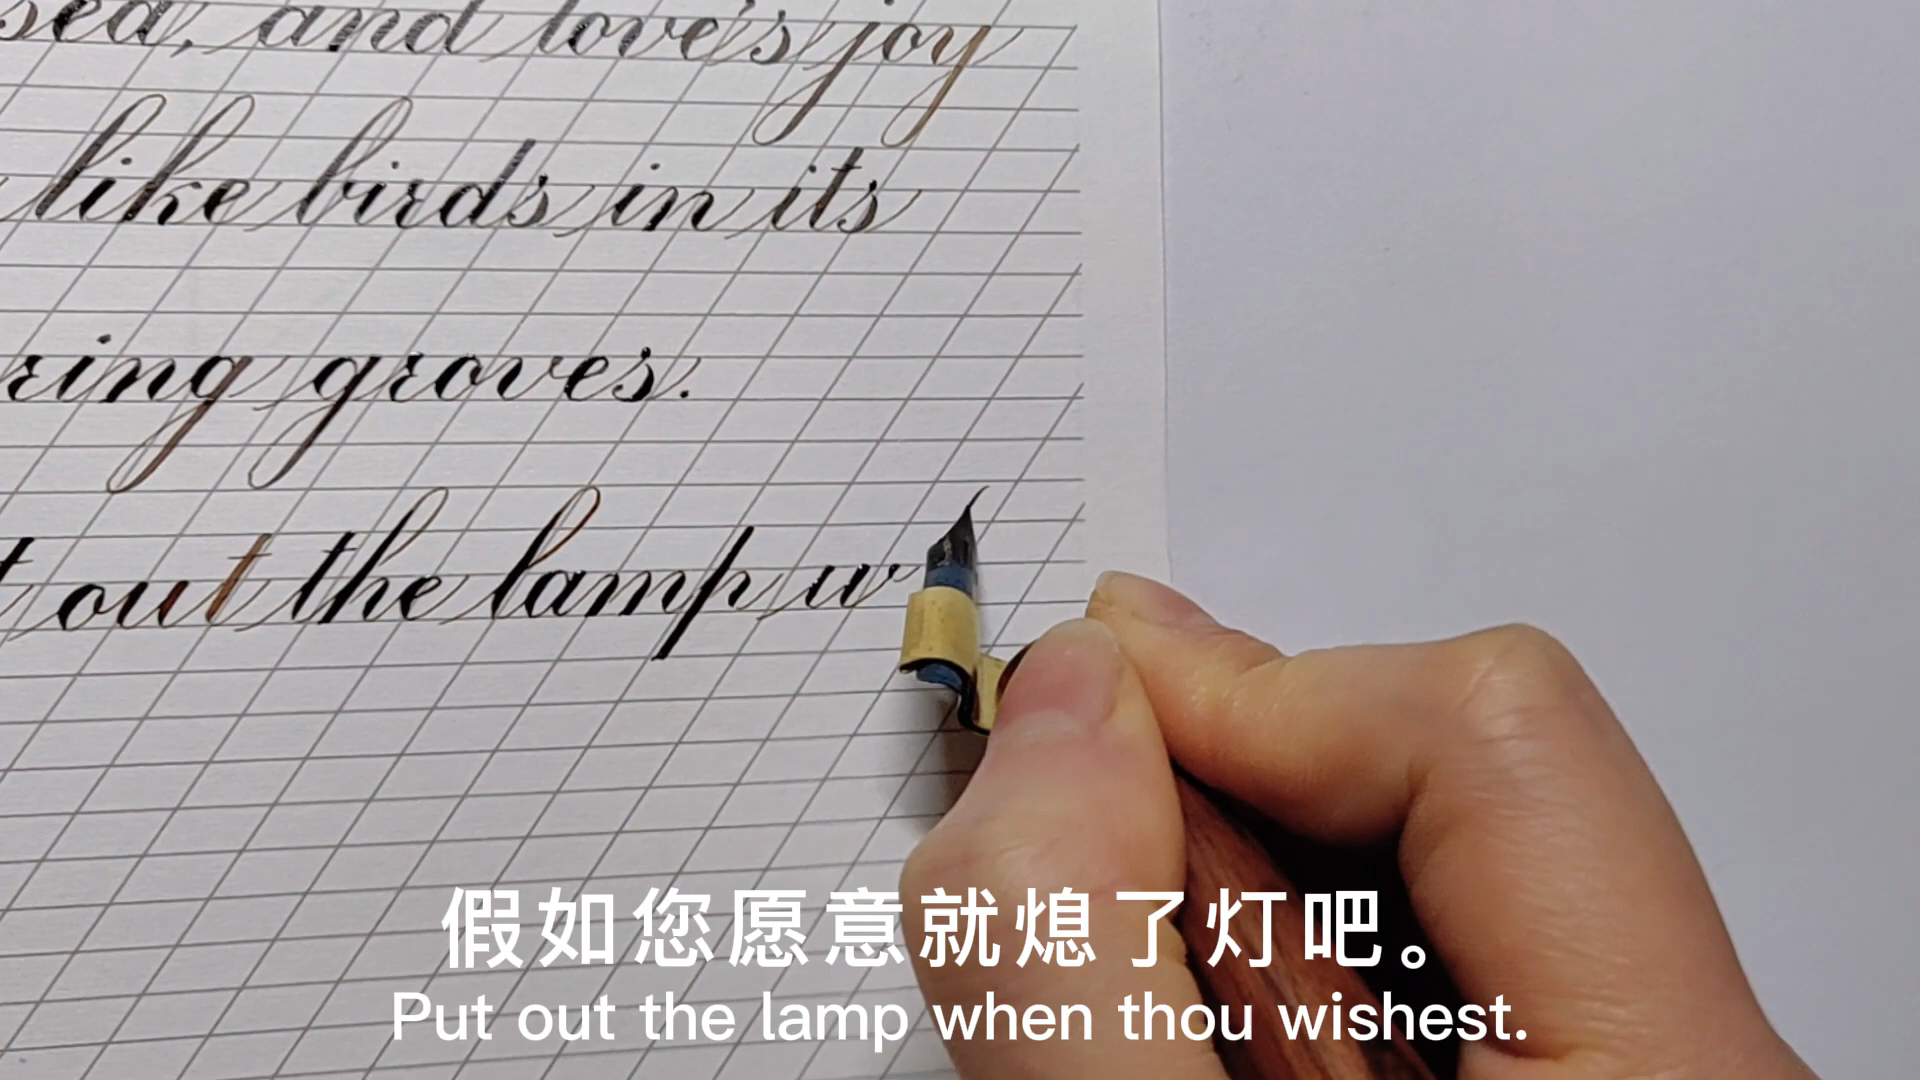 sed, and love's joy
like birds in its
ring groves.
t out the lamp w
假如您愿意就熄了灯吧。
Put out the lamp when thou wishest.